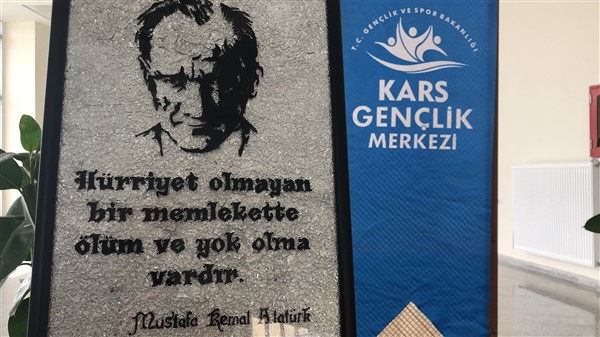 Hürriyet olmayan
bir memlekette
ölüm ve yok olma
vardır.
Mustafa Kemal Atatürk
T.C. GENÇLİK VE SPOR BAKANLIĞI
KARS
GENÇLİK
MERKEZİ